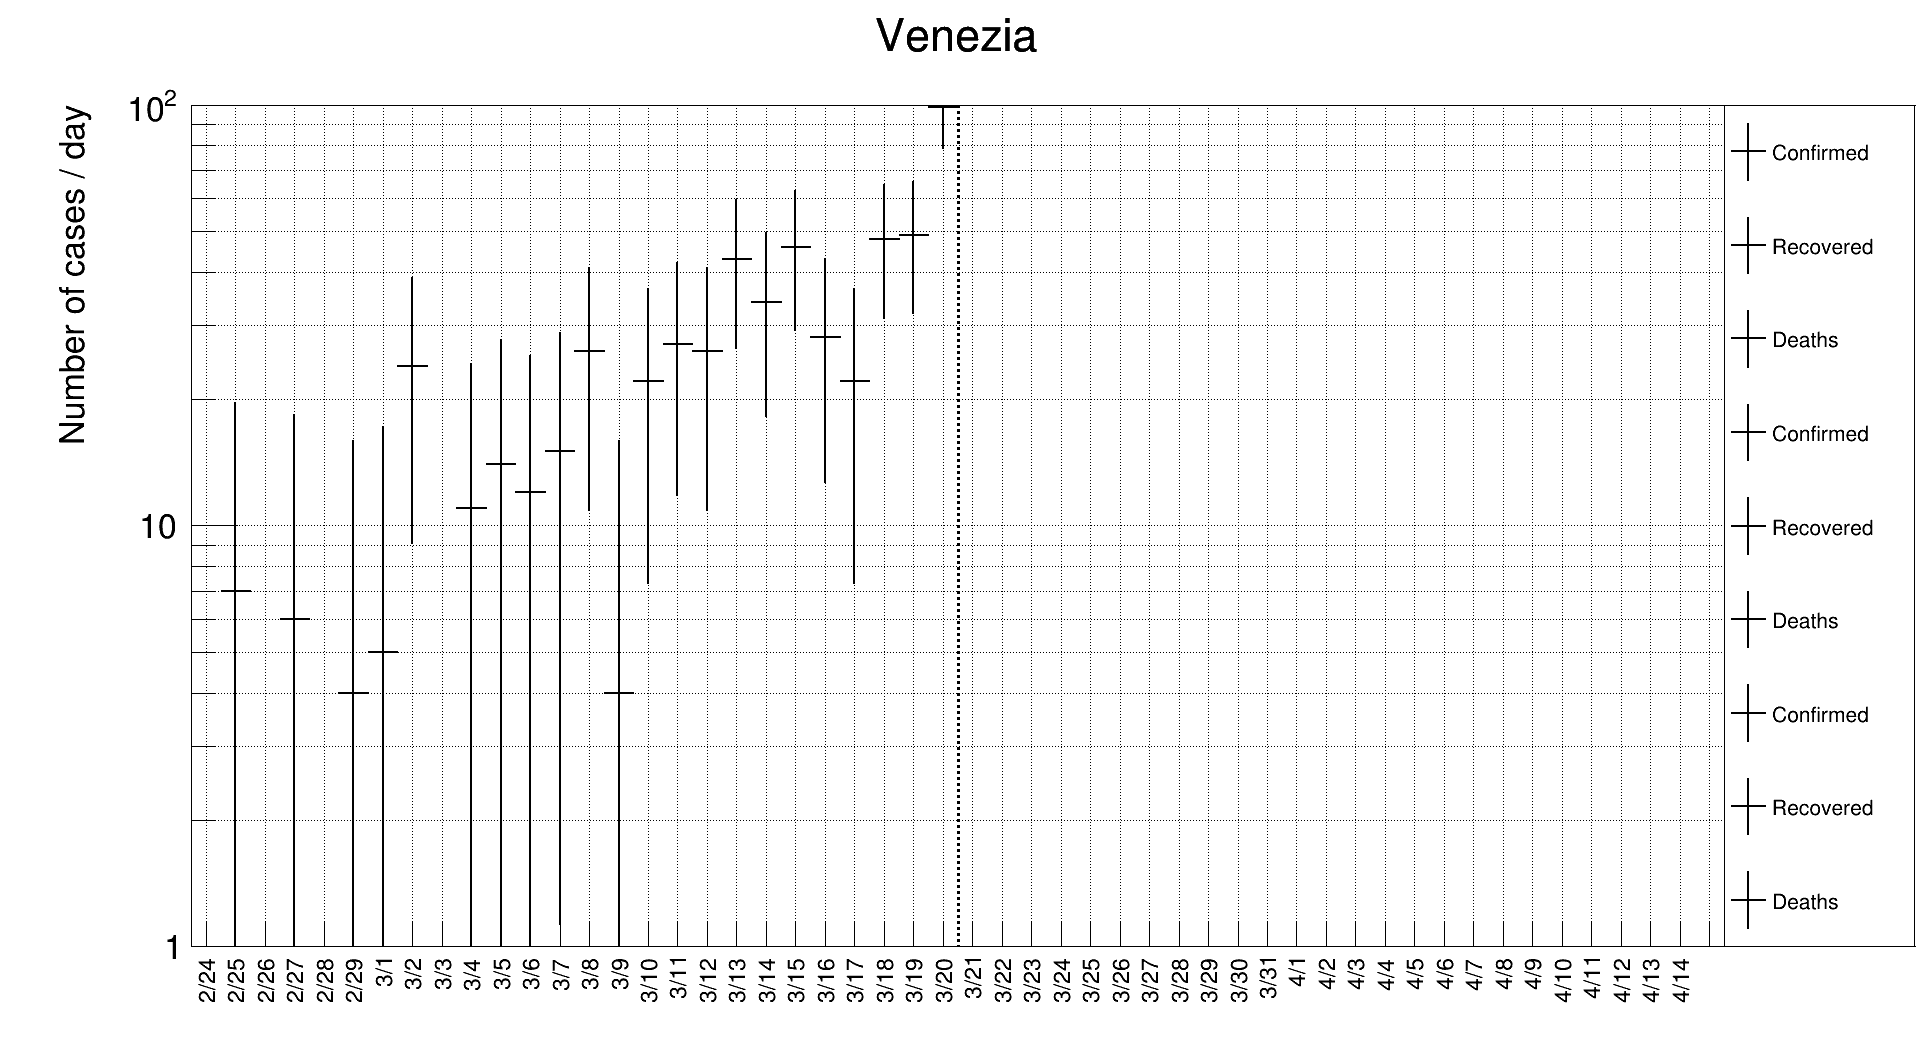 Venezia
Number of cases / day
10²
10
1
2/24 2/25 2/26 2/27 2/28 2/29 3/1 3/2 3/3 3/4 3/5 3/6 3/7 3/8 3/9 3/10 3/11 3/12 3/13 3/14 3/15 3/16 3/17 3/18 3/19 3/20 3/21 3/22 3/23 3/24 3/25 3/26 3/27 3/28 3/29 3/30 3/31 4/1 4/2 4/3 4/4 4/5 4/6 4/7 4/8 4/9 4/10 4/11 4/12 4/13 4/14
Confirmed
Recovered
Deaths
Confirmed
Recovered
Deaths
Confirmed
Recovered
Deaths